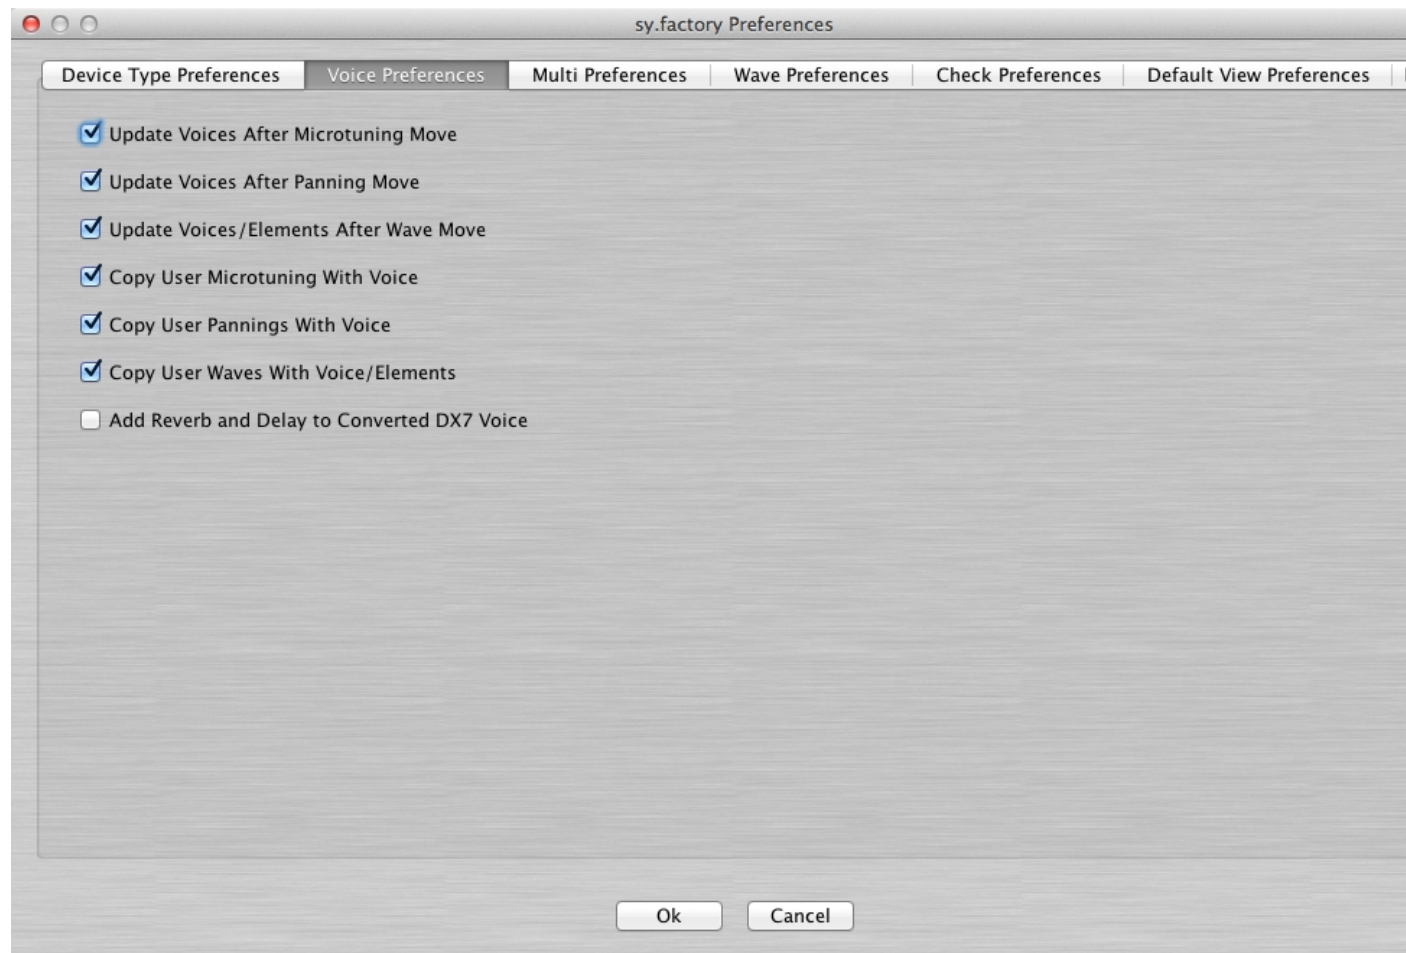 sy.factory Preferences
Device Type Preferences Voice Preferences Multi Preferences Wave Preferences Check Preferences Default View Preferences
Update Voices After Microtuning Move
Update Voices After Panning Move
Update Voices/Elements After Wave Move
Copy User Microtuning With Voice
Copy User Pannings With Voice
Copy User Waves With Voice/Elements
Add Reverb and Delay to Converted DX7 Voice
Ok Cancel